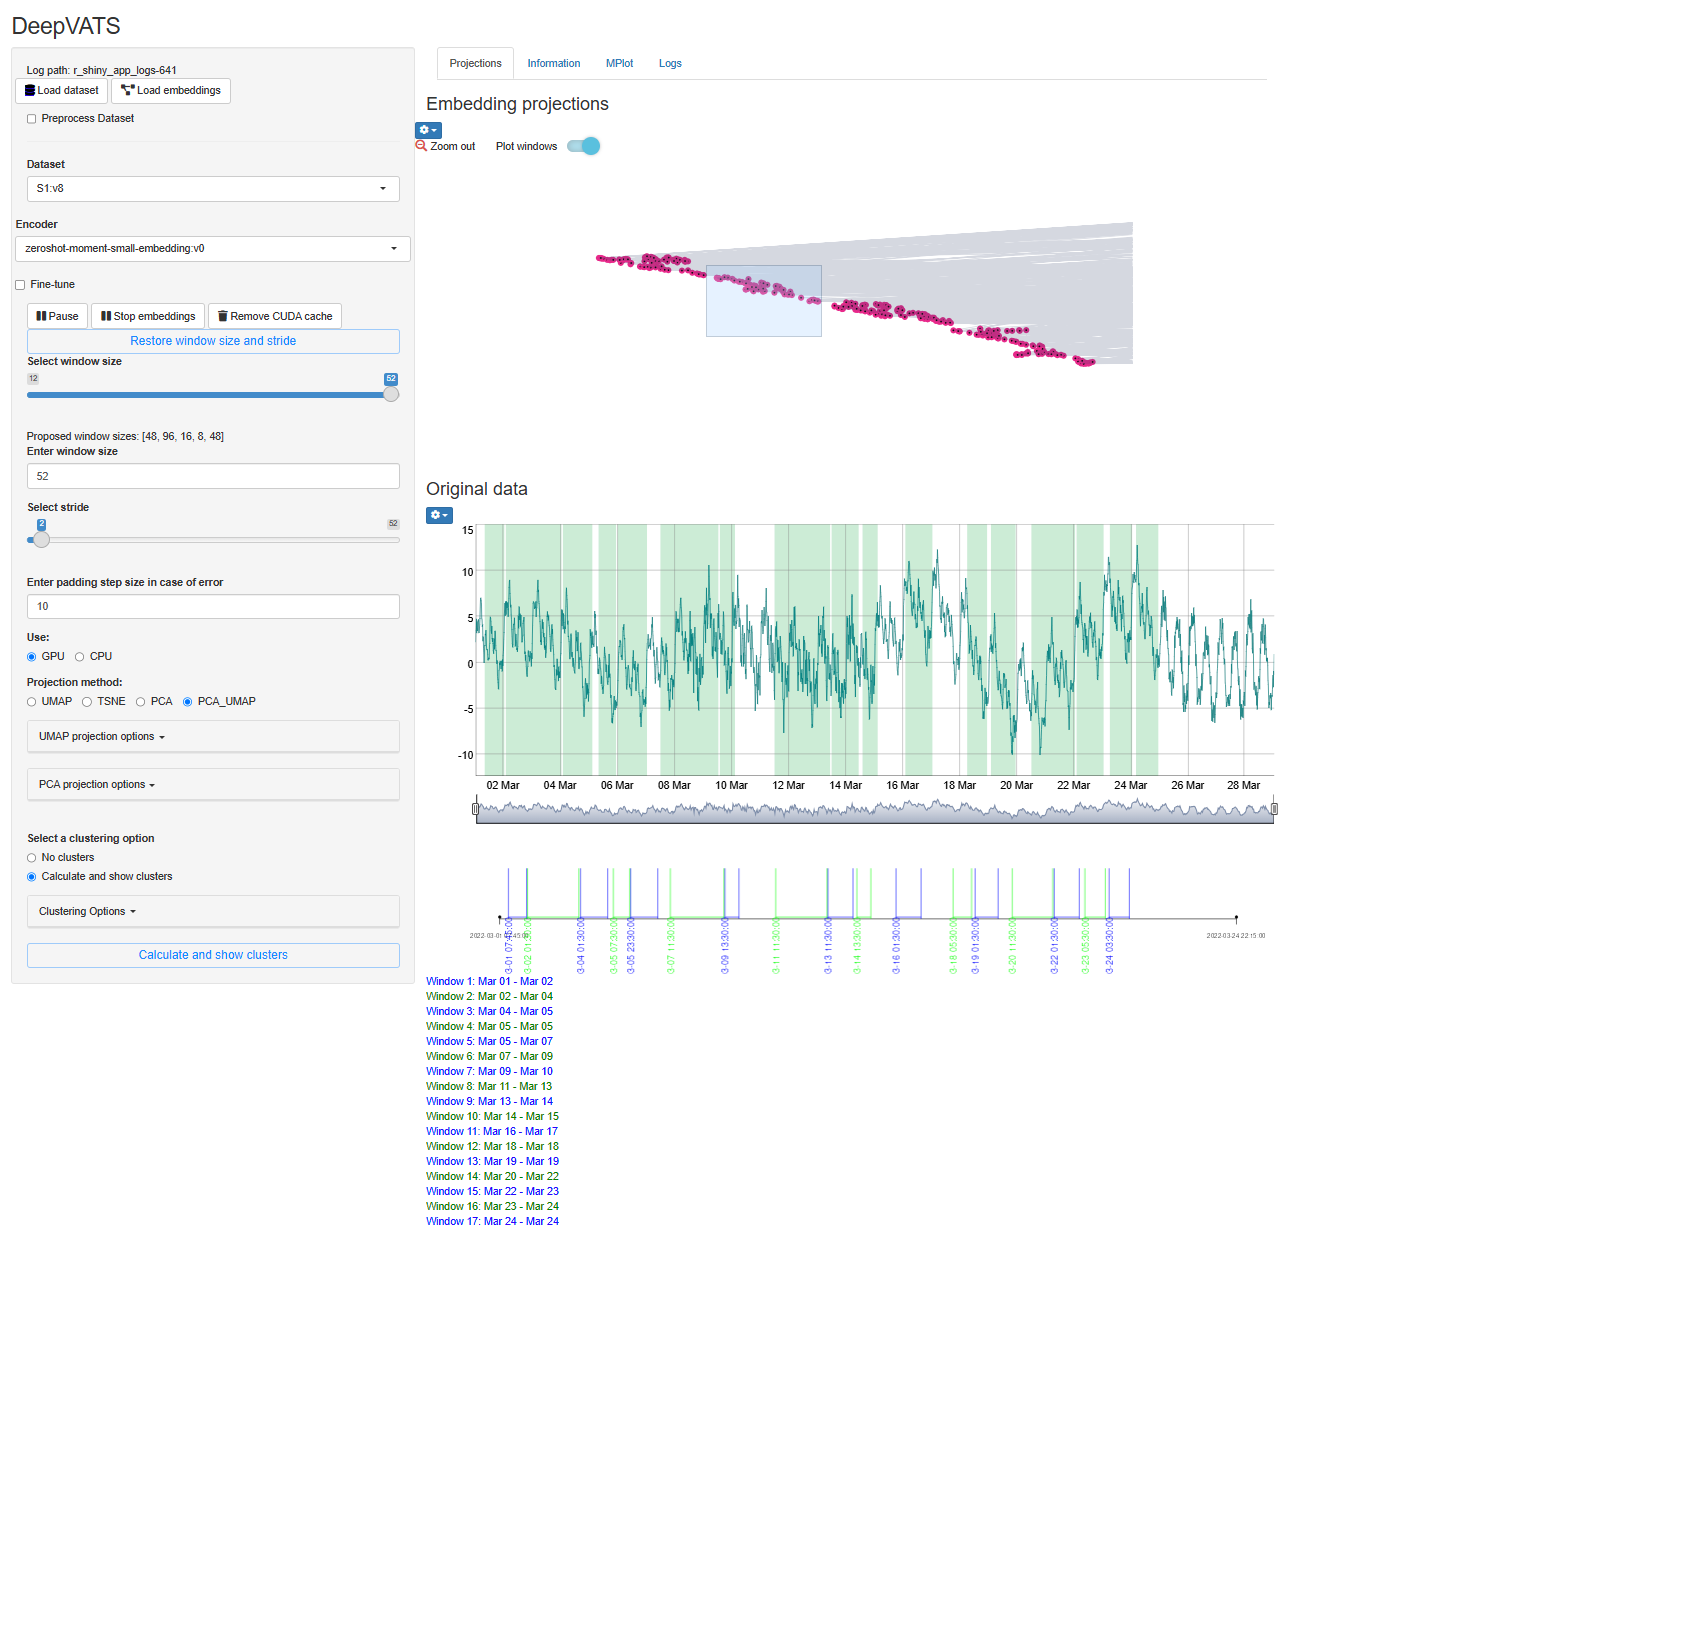 DeepVATS
Log path: r_shiny_app_logs-641
Load dataset
Load embeddings
Preprocess Dataset
Dataset
S1:v8
Encoder
zeroshot-moment-small-embedding:v0
Fine-tune
Pause
Stop embeddings
Remove CUDA cache
Restore window size and stride
Select window size
12
52
Proposed window sizes: [48, 96, 16, 8, 48]
Enter window size
52
Select stride
2
52
Enter padding step size in case of error
10
Use:
GPU
CPU
Projection method:
UMAP
TSNE
PCA
PCA_UMAP
UMAP projection options
PCA projection options
Select a clustering option
No clusters
Calculate and show clusters
Clustering Options
Calculate and show clusters
Projections
Information
MPlot
Logs
Embedding projections
Zoom out
Plot windows
Original data
15
10
5
0
-5
-10
02 Mar
04 Mar
06 Mar
08 Mar
10 Mar
12 Mar
14 Mar
16 Mar
18 Mar
20 Mar
22 Mar
24 Mar
26 Mar
28 Mar
2022-03-24 22:15:00
3-04 01:30:00
3-05 07:30:00
3-05 23:30:00
3-07 11:30:00
3-09 13:30:00
3-11 11:30:00
3-13 11:30:00
3-14 13:30:00
3-16 01:30:00
3-18 05:30:00
3-19 01:30:00
3-20 11:30:00
3-22 01:30:00
3-23 05:30:00
3-24 03:30:00
Window 1: Mar 01 - Mar 02
Window 2: Mar 02 - Mar 04
Window 3: Mar 04 - Mar 05
Window 4: Mar 05 - Mar 05
Window 5: Mar 05 - Mar 07
Window 6: Mar 07 - Mar 09
Window 7: Mar 09 - Mar 10
Window 8: Mar 11 - Mar 13
Window 9: Mar 13 - Mar 14
Window 10: Mar 14 - Mar 15
Window 11: Mar 16 - Mar 17
Window 12: Mar 18 - Mar 18
Window 13: Mar 19 - Mar 19
Window 14: Mar 20 - Mar 22
Window 15: Mar 22 - Mar 23
Window 16: Mar 23 - Mar 24
Window 17: Mar 24 - Mar 24